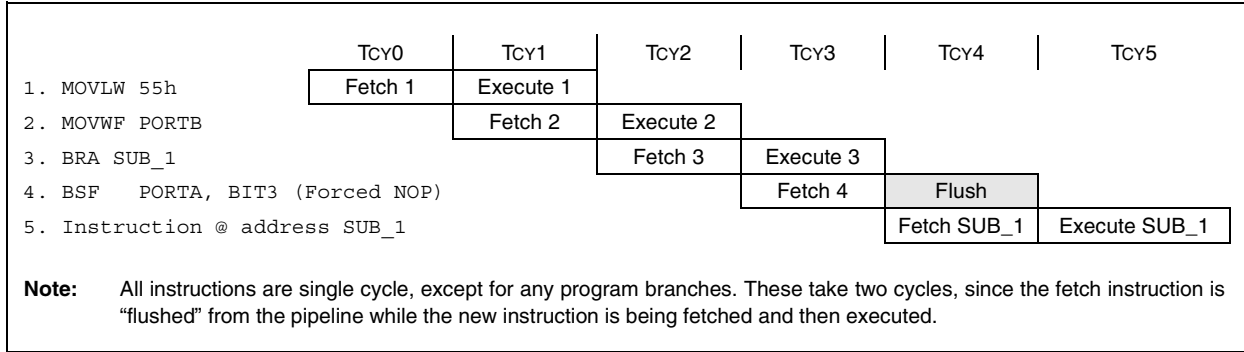 TCY0 TCY1 TCY2 TCY3 TCY4 TCY5
1. MOVLW 55h Fetch 1 Execute 1
2. MOVWF PORTB Fetch 2 Execute 2
3. BRA SUB_1 Fetch 3 Execute 3
4. BSF PORTA, BIT3 (Forced NOP) Fetch 4 Flush
5. Instruction @ address SUB_1 Fetch SUB_1 Execute SUB_1
Note: All instructions are single cycle, except for any program branches. These take two cycles, since the fetch instruction is
“flushed” from the pipeline while the new instruction is being fetched and then executed.